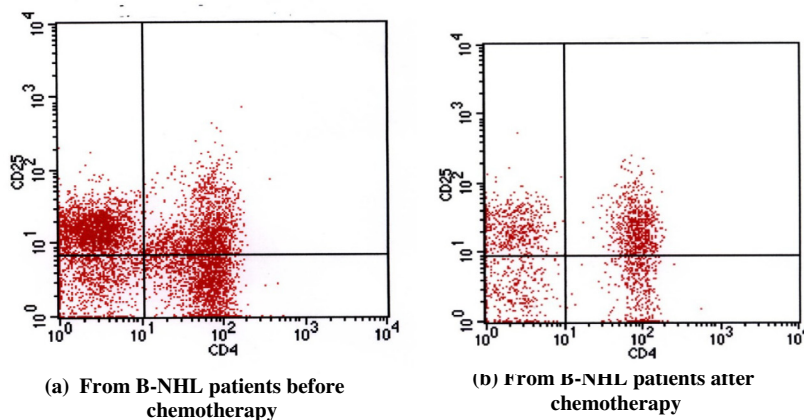 10^4
10^3
10^2
10^1
10^0
CD25
10^0 10^1 10^2 10^3 10^4
CD4
(a) From B-NHL patients before
chemotherapy
10^4
10^3
10^2
10^1
10^0
CD25
10^0 10^1 10^2 10^3 10^4
CD4
(b) From B-NHL patients after
chemotherapy